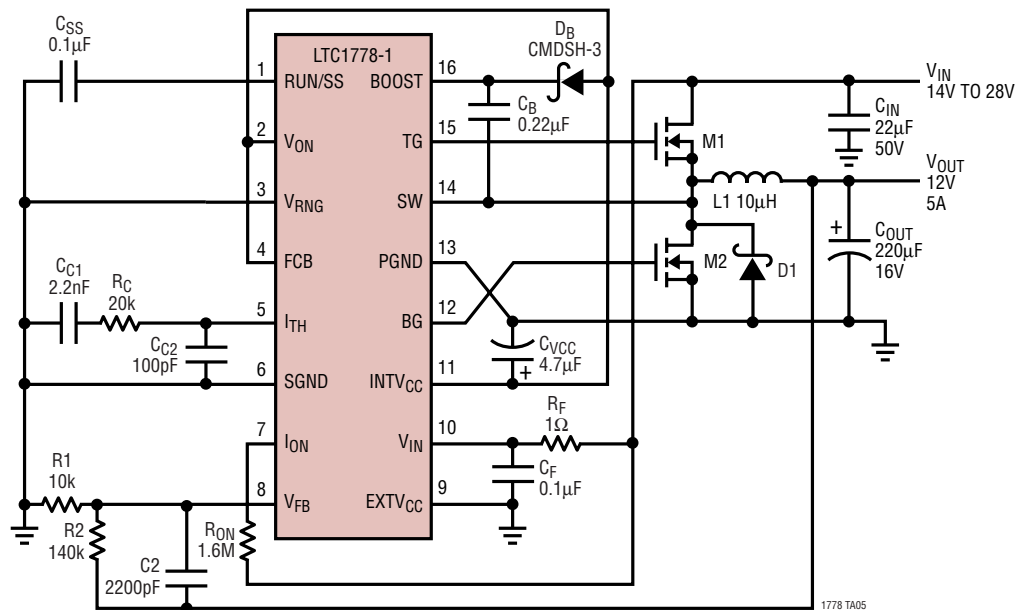 CSS
0.1µF
LTC1778-1
DB
CMDSH-3
1
RUN/SS
BOOST
16
VIN
14V TO 28V
CB
0.22µF
CIN
22µF
50V
2
VON
TG
15
M1
VOUT
12V
5A
3
VRNG
SW
14
L1 10µH
4
FCB
PGND
13
+
COUT
220µF
16V
M2
D1
CC1
2.2nF
RC
20k
5
ITH
BG
12
CC2
100pF
CVCC
4.7µF
+
6
SGND
INTVCC
11
RF
1Ω
7
ION
VIN
10
CF
0.1µF
R1
10k
8
VFB
EXTVCC
9
R2
140k
RON
1.6M
C2
2200pF
1778 TA05